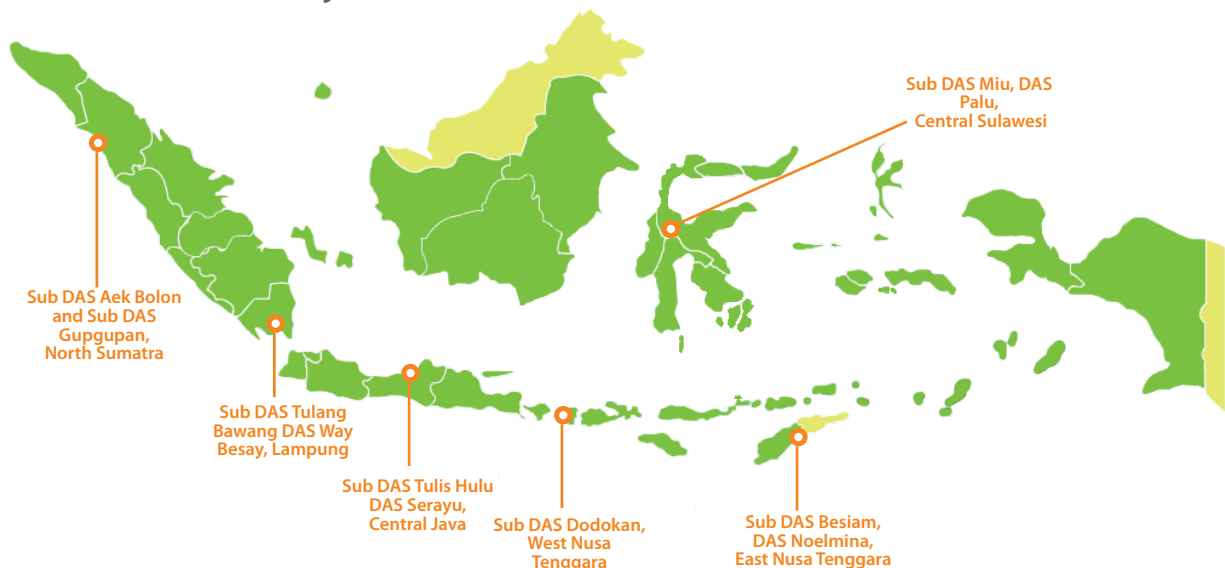 Sub DAS Miu, DAS
Palu,
Central Sulawesi
Sub DAS Aek Bolon
and Sub DAS
Gupgupan,
North Sumatra
Sub DAS Tulang
Bawang DAS Way
Besay, Lampung
Sub DAS Tulis Hulu
DAS Serayu,
Central Java
Sub DAS Dodokan,
West Nusa
Tenggara
Sub DAS Besiam,
DAS Noelmina,
East Nusa Tenggara